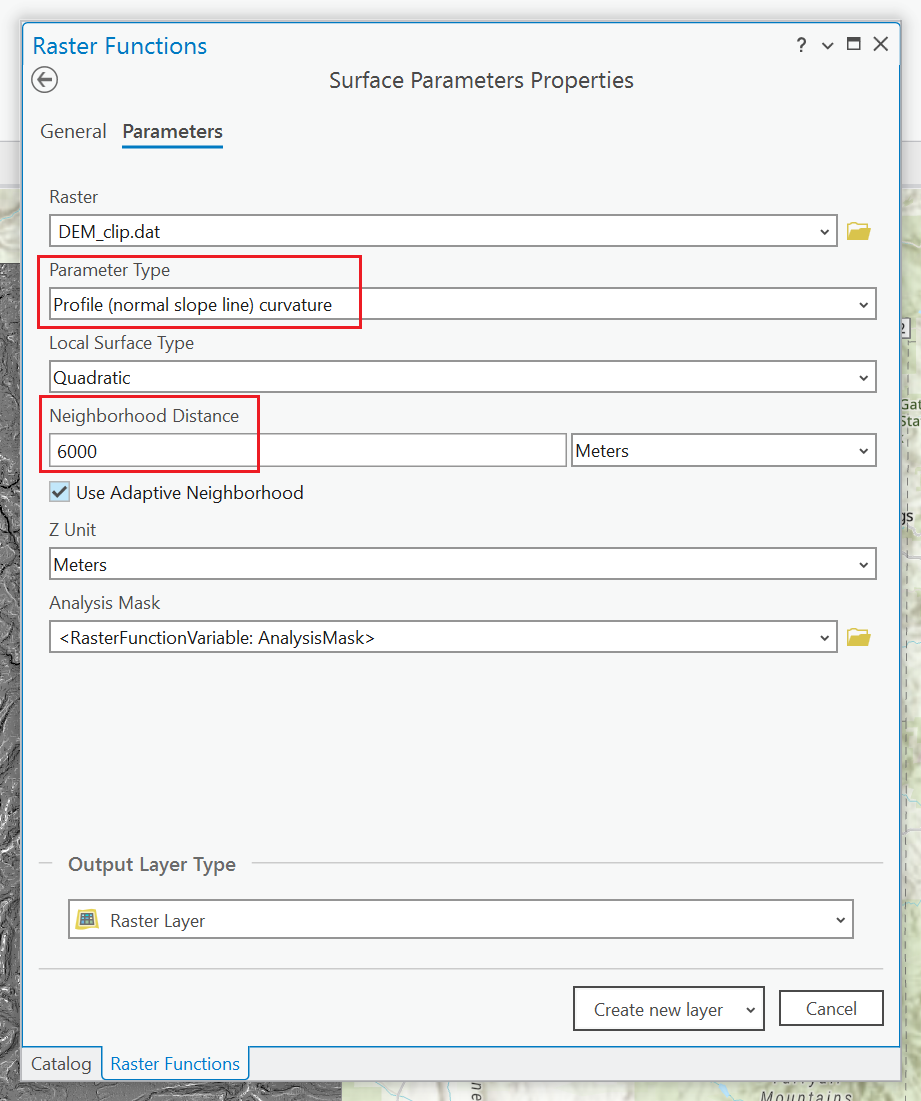 Raster Functions
?
Surface Parameters Properties
General Parameters
Raster
DEM_clip.dat
Parameter Type
Profile (normal slope line) curvature
Local Surface Type
Quadratic
Neighborhood Distance
6000 Meters
Use Adaptive Neighborhood
Z Unit
Meters
Analysis Mask
<RasterFunctionVariable: AnalysisMask>
Output Layer Type
Raster Layer
Create new layer Cancel
Catalog Raster Functions
Mountains